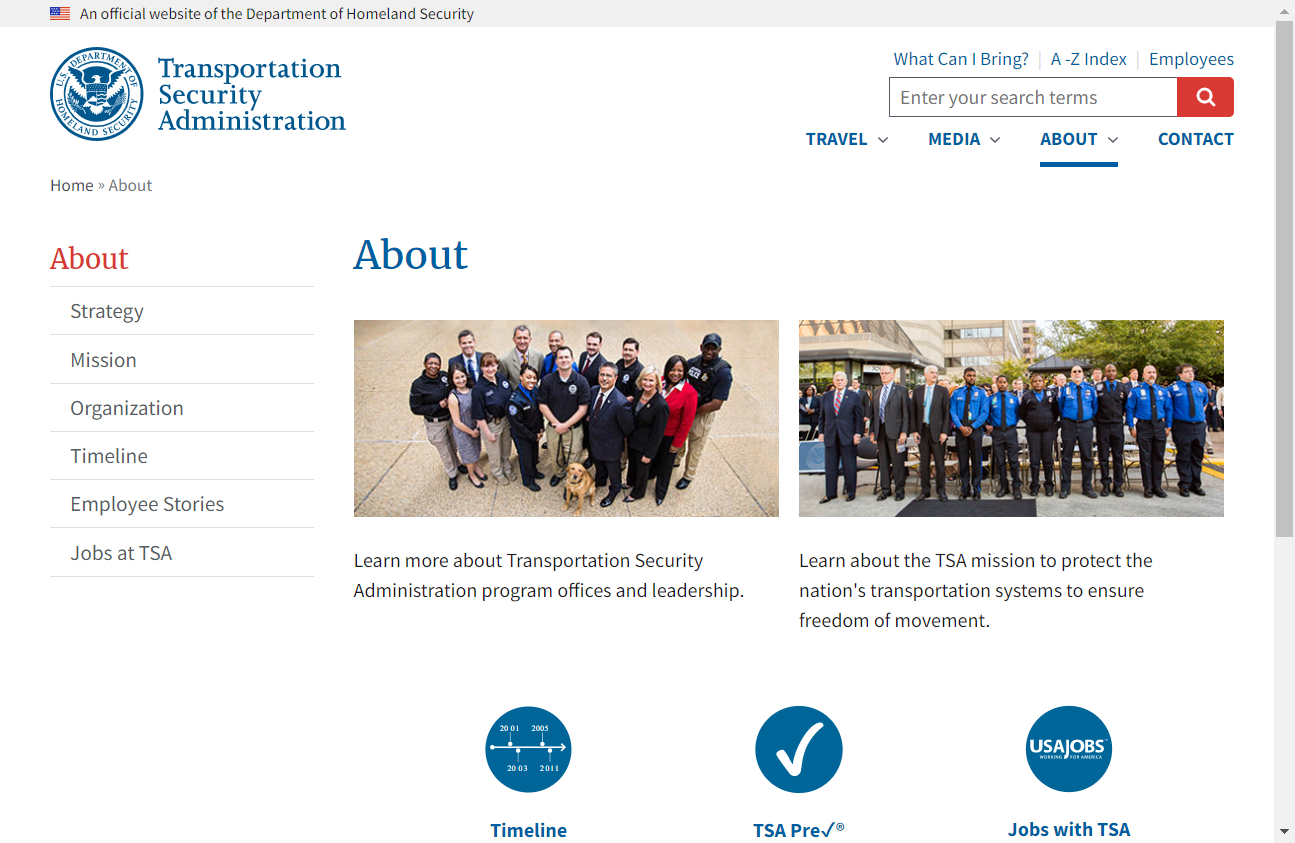 An official website of the Department of Homeland Security
U.S. DEPARTMENT OF
HOMELAND SECURITY
Transportation
Security
Administration
What Can I Bring?
A -Z Index
Employees
Enter your search terms
TRAVEL
MEDIA
ABOUT
CONTACT
Home » About
About
Strategy
Mission
Organization
Timeline
Employee Stories
Jobs at TSA
About
Learn more about Transportation Security
Administration program offices and leadership.
Learn about the TSA mission to protect the
nation's transportation systems to ensure
freedom of movement.
2001 2005
2003 2011
Timeline
TSA Pre✓®
USAJOBS™
WORKING FOR AMERICA
Jobs with TSA